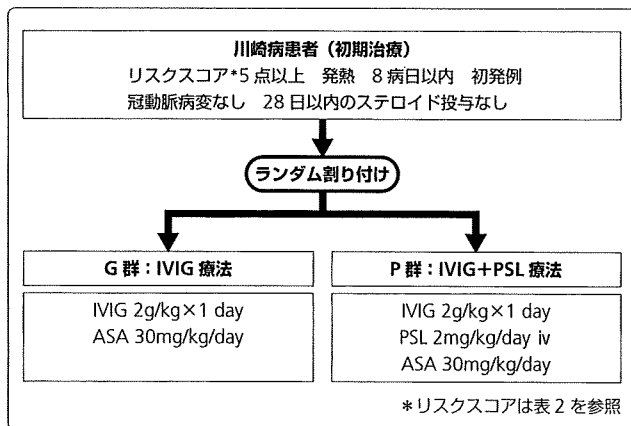 川崎病患者（初期治療）
リスクスコア*5 点以上　発熱　8 病日以内　初発例
冠動脈病変なし　28 日以内のステロイド投与なし
ランダム割り付け
G 群：IVIG 療法
IVIG 2g/kg×1 day
ASA 30mg/kg/day
P 群：IVIG+PSL 療法
IVIG 2g/kg×1 day
PSL 2mg/kg/day iv
ASA 30mg/kg/day
＊リスクスコアは表 2 を参照